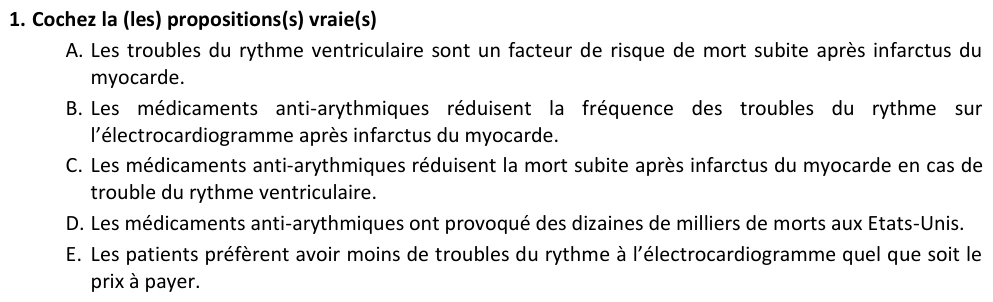 1. Cochez la (les) propositions(s) vraie(s)
A. Les troubles du rythme ventriculaire sont un facteur de risque de mort subite après infarctus du
myocarde.
B. Les médicaments anti-arythmiques réduisent la fréquence des troubles du rythme sur
l’électrocardiogramme après infarctus du myocarde.
C. Les médicaments anti-arythmiques réduisent la mort subite après infarctus du myocarde en cas de
trouble du rythme ventriculaire.
D. Les médicaments anti-arythmiques ont provoqué des dizaines de milliers de morts aux Etats-Unis.
E. Les patients préfèrent avoir moins de troubles du rythme à l’électrocardiogramme quel que soit le
prix à payer.